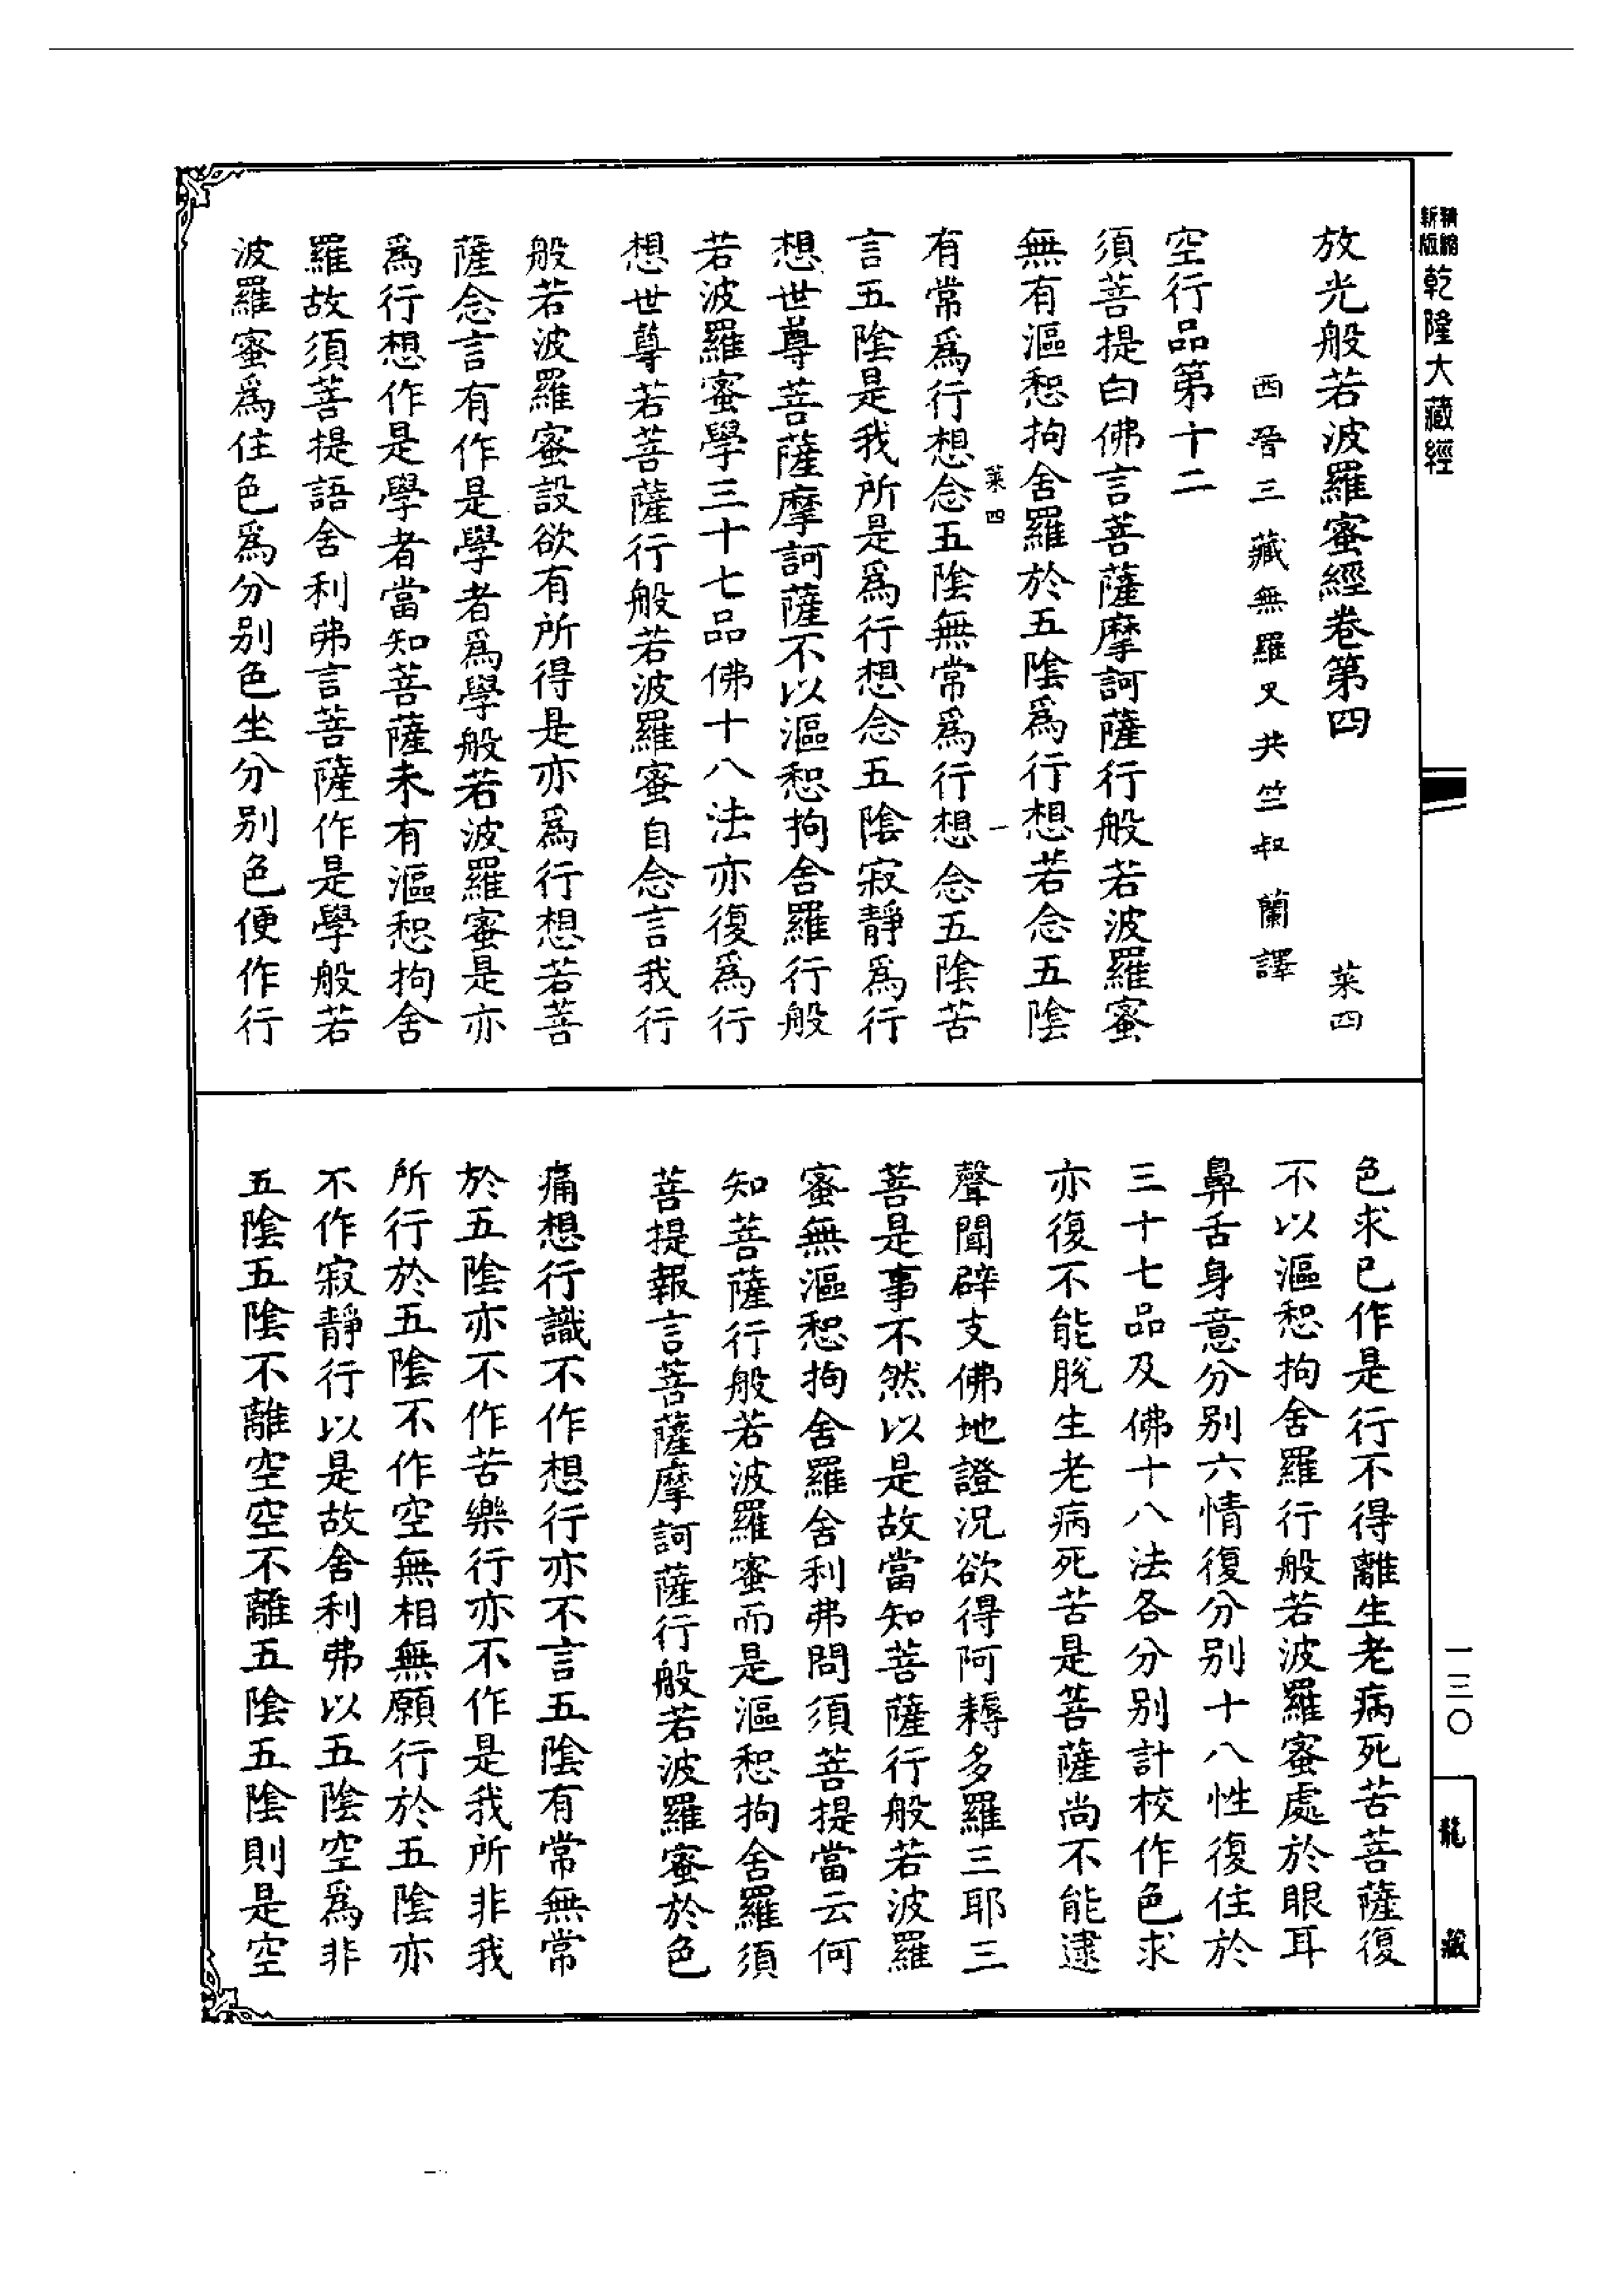 精縮新版乾隆大藏經
放光般若波羅蜜經卷第四 菜四
西晉三藏無羅叉共竺叔蘭譯
空行品第十二
須菩提白佛言菩薩摩訶薩行般若波羅蜜
無有漚惒拘舍羅於五陰爲行想若念五陰
菜四 一
有常爲行想念五陰無常爲行想念五陰苦
言五陰是我所是爲行想念五陰寂靜爲行
想世尊菩薩摩訶薩不以漚惒拘舍羅行般
若波羅蜜學三十七品佛十八法亦復爲行
想世尊若菩薩行般若波羅蜜自念言我行
般若波羅蜜設欲有所得是亦爲行想若菩
薩念言有作是學者爲學般若波羅蜜是亦
爲行想作是學者當知菩薩未有漚惒拘舍
羅故須菩提語舍利弗言菩薩作是學般若
波羅蜜爲住色爲分別色坐分別色便作行
色求已作是行不得離生老病死苦菩薩復
不以漚惒拘舍羅行般若波羅蜜處於眼耳
鼻舌身意分別六情復分別十八性復住於
三十七品及佛十八法各分別計校作色求
亦復不能脫生老病死苦是菩薩尚不能逮
聲聞辟支佛地證況欲得阿耨多羅三耶三
菩是事不然以是故當知菩薩行般若波羅
蜜無漚惒拘舍羅舍利弗問須菩提當云何
知菩薩行般若波羅蜜而是漚惒拘舍羅須
菩提報言菩薩摩訶薩行般若波羅蜜於色
痛想行識不作想行亦不言五陰有常無常
於五陰亦不作苦樂行亦不作是我所非我
所行於五陰不作空無相無願行於五陰亦
不作寂靜行以是故舍利弗以五陰空爲非
五陰五陰不離空空不離五陰五陰則是空
一三〇
龍藏